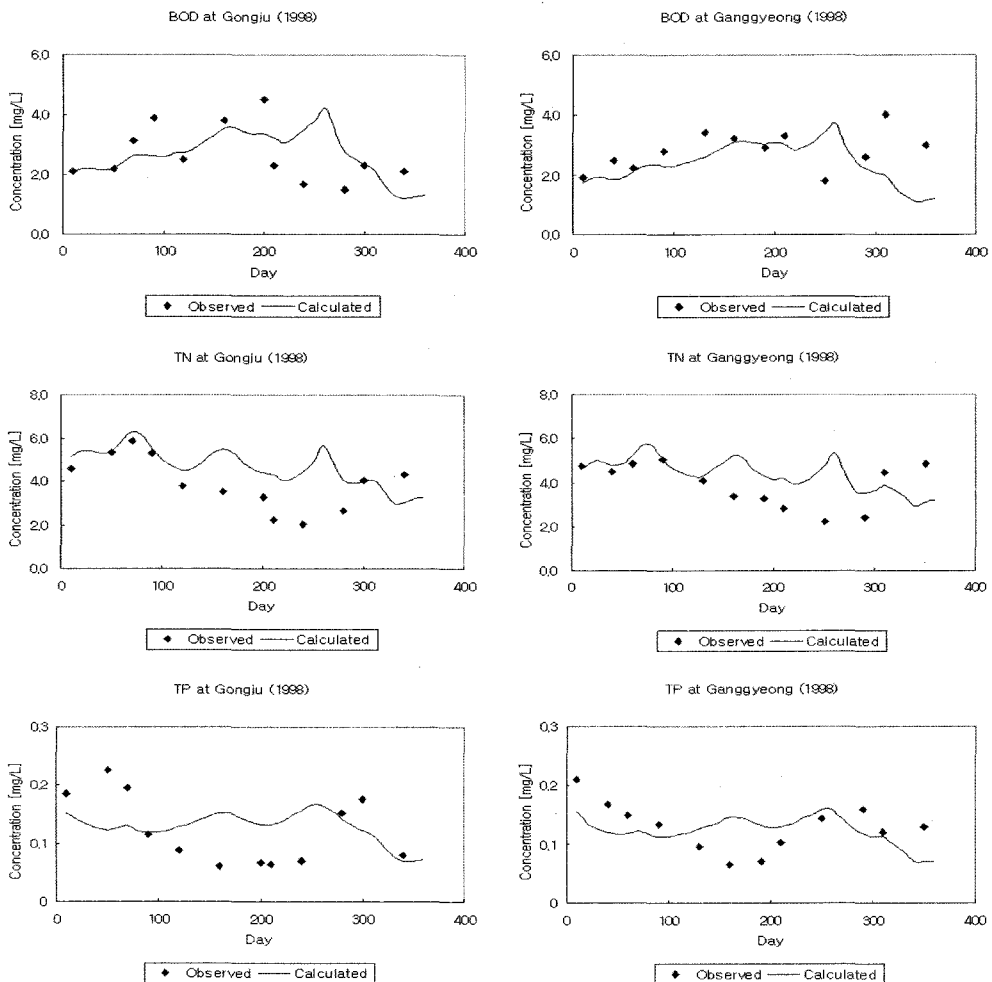 BOD at Gongju (1998)
6,0
4,0
2,0
0,0
Concentration [mg/L]
0
100
200
300
400
Day
Observed
Calculated
BOD at Ganggyeong (1998)
6,0
4,0
2,0
0,0
Concentration [mg/L]
0
100
200
300
400
Day
Observed
Calculated
TN at Gongju (1998)
8,0
6,0
4,0
2,0
0,0
Concentration [mg/L]
0
100
200
300
400
Day
Observed
Calculated
TN at Ganggyeong (1998)
8,0
6,0
4,0
2,0
0,0
Concentration [mg/L]
0
100
200
300
400
Day
Observed
Calculated
TP at Gongju (1998)
0,3
0,2
0,1
0
Concentration [mg/L]
0
100
200
300
400
Day
Observed
Calculated
TP at Ganggyeong (1998)
0,3
0,2
0,1
0
Concentration [mg/L]
0
100
200
300
400
Day
Observed
Calculated